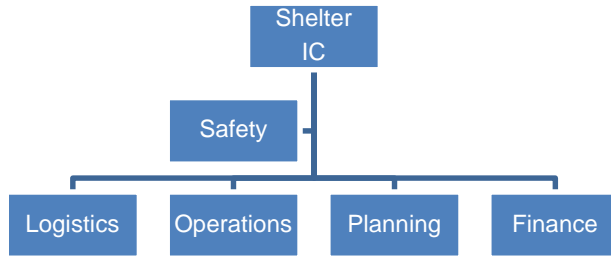 Shelter
IC
Safety
Logistics
Operations
Planning
Finance